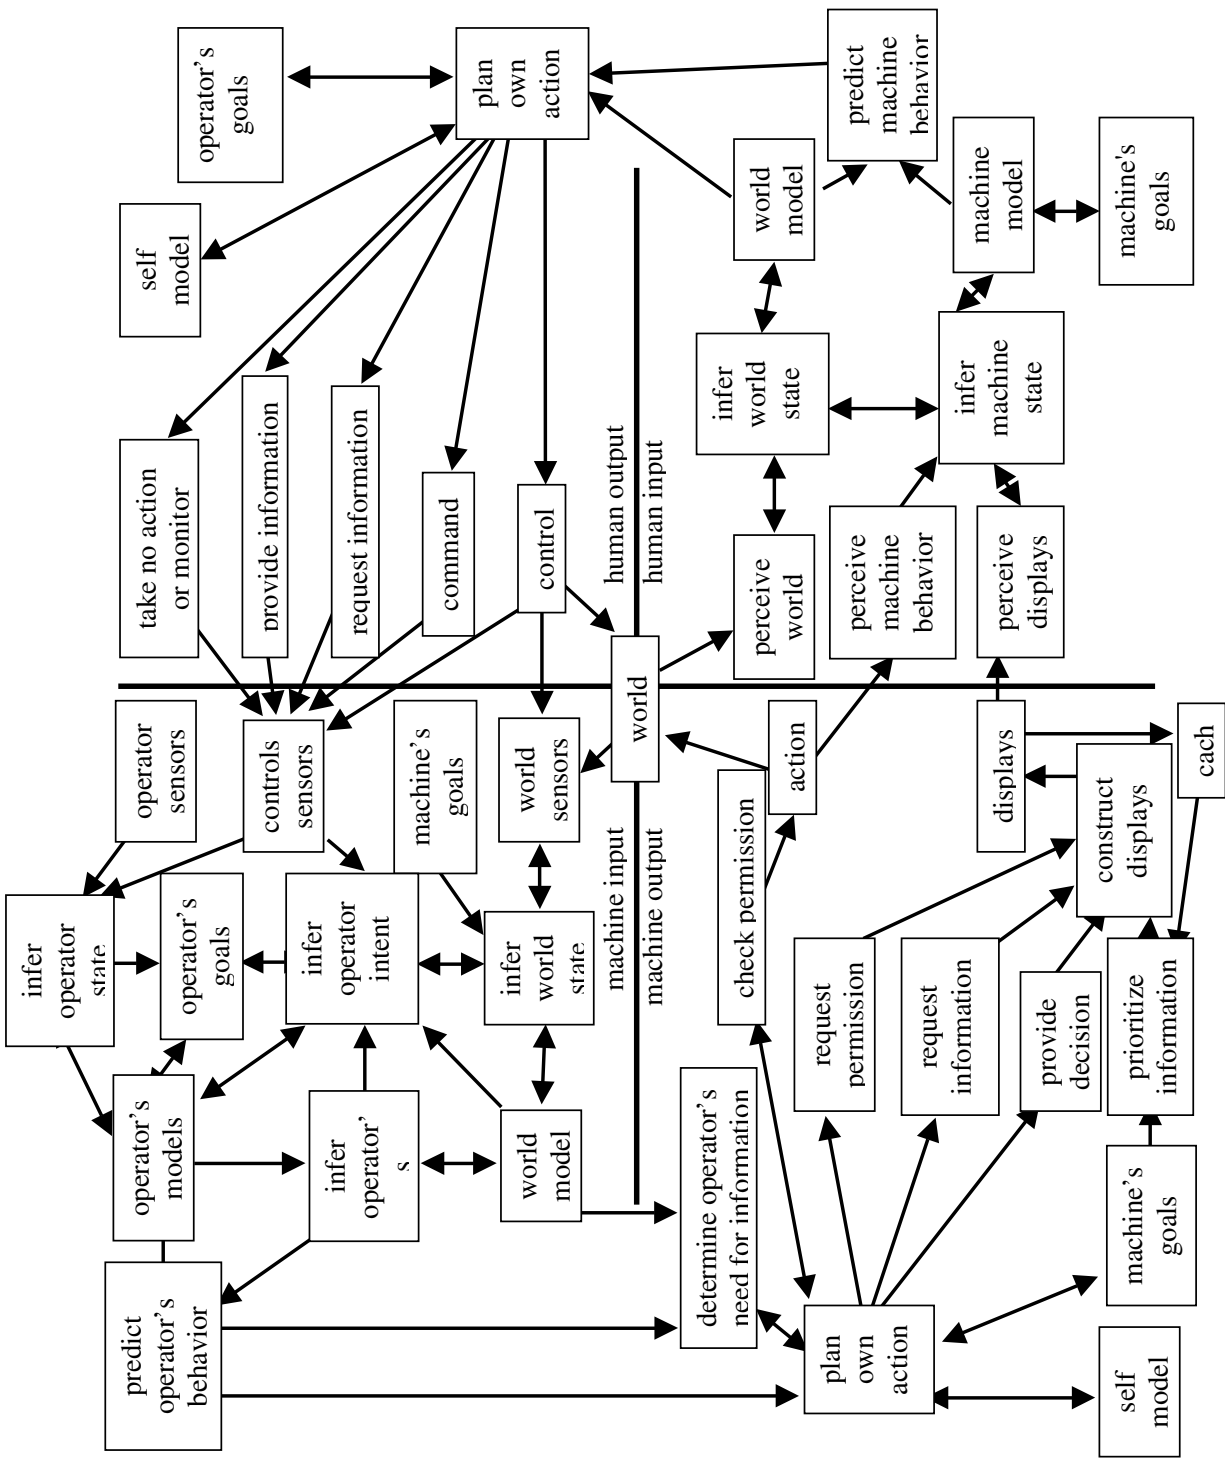 predict
operator's
behavior
operator's
models
infer
operator
state
operator
sensors
operator's
goals
controls
sensors
infer
operator'
s
infer
operator
intent
machine's
goals
world
model
infer
world
state
world
sensors
take no action
or monitor
self
model
operator's
goals
provide information
request information
command
control
plan
own
action
machine input
machine output
world
human output
human input
determine operator's
need for information
check permission
action
plan
own
action
request
permission
request
information
provide
decision
displays
construct
displays
self
model
machine's
goals
prioritize
information
cach
perceive
world
infer
world
state
world
model
predict
machine
behavior
perceive
machine
behavior
infer
machine
state
machine
model
perceive
displays
machine's
goals